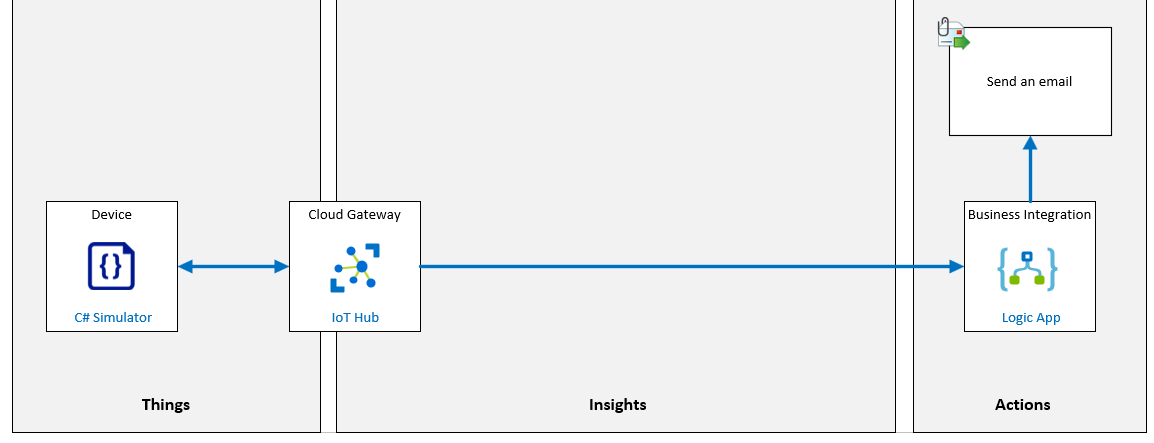 Send an email
Device
Cloud Gateway
Business Integration
{}
C# Simulator
IoT Hub
Logic App
Things
Insights
Actions